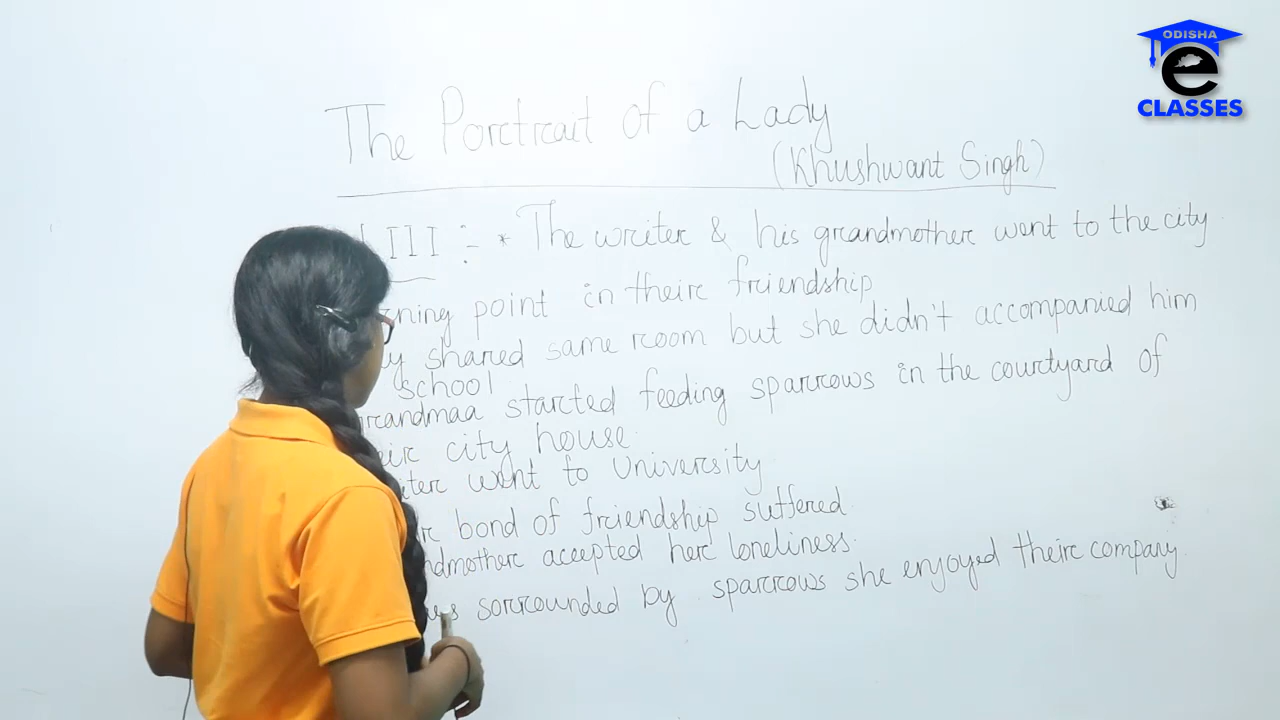 ODISHA
e
CLASSES
The Portrait of a Lady
(Khushwant Singh)
III :- * The writer & his grandmother went to the city
point in their friendship
shared same room but she didn't accompanied him
school
grandmaa started feeding sparrows in the courtyard of
city house.
went to University
bond of friendship suffered.
accepted her loneliness.
sorrounded by sparrows she enjoyed their company.